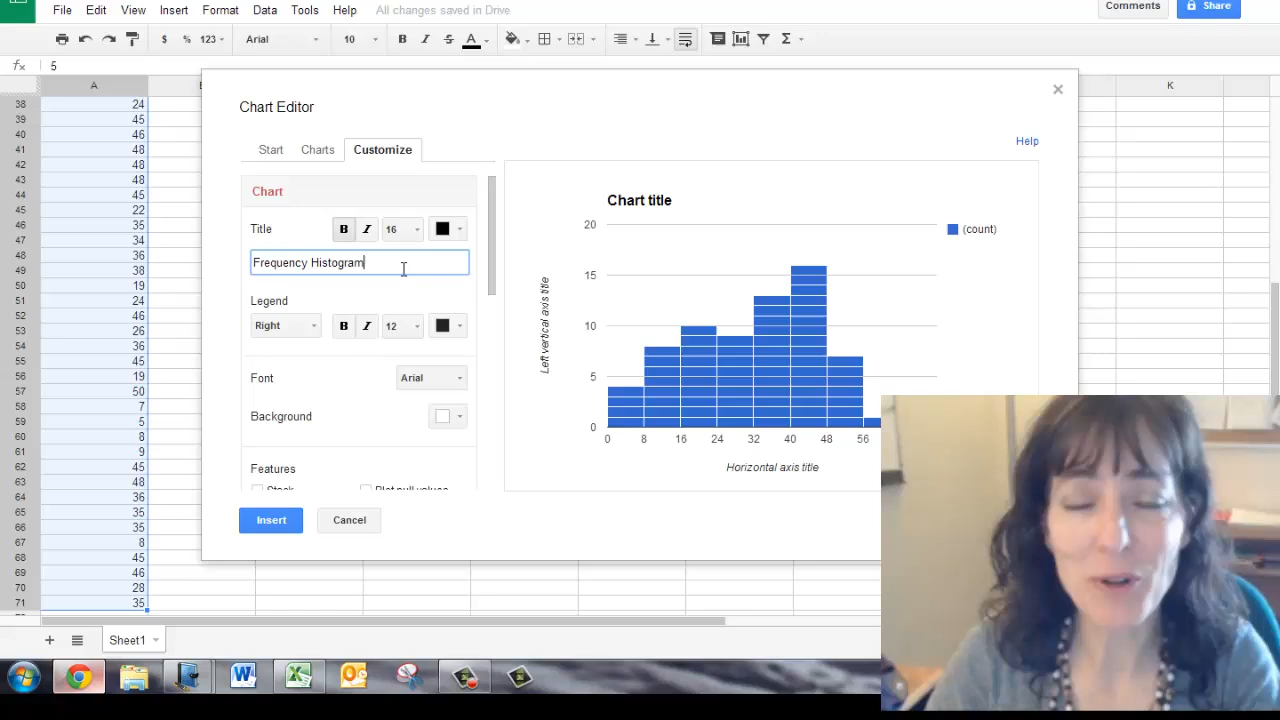 File Edit View Insert Format Data Tools Help All changes saved in Drive Comments Share
$ % 123 Arial 10 B I S A Σ
fx 5
A K
38 24
39 45
40 46
41 48
42 48
43 48
44 45
45 22
46 35
47 34
48 36
49 38
50 19
51 24
52 46
53 26
54 36
55 45
56 19
57 50
58 7
59 5
60 8
61 9
62 45
63 48
64 36
65 35
66 35
67 8
68 45
69 46
70 28
71 35
Chart Editor
Start Charts Customize
Help
Chart
Title B I 16
Frequency Histogram
Legend
Right B I 12
Font Arial
Background
Features
Stack Plot null values
Insert Cancel
Chart title
20
15
10
5
0
Left vertical axis title
0 8 16 24 32 40 48 56
Horizontal axis title
(count)
Sheet1